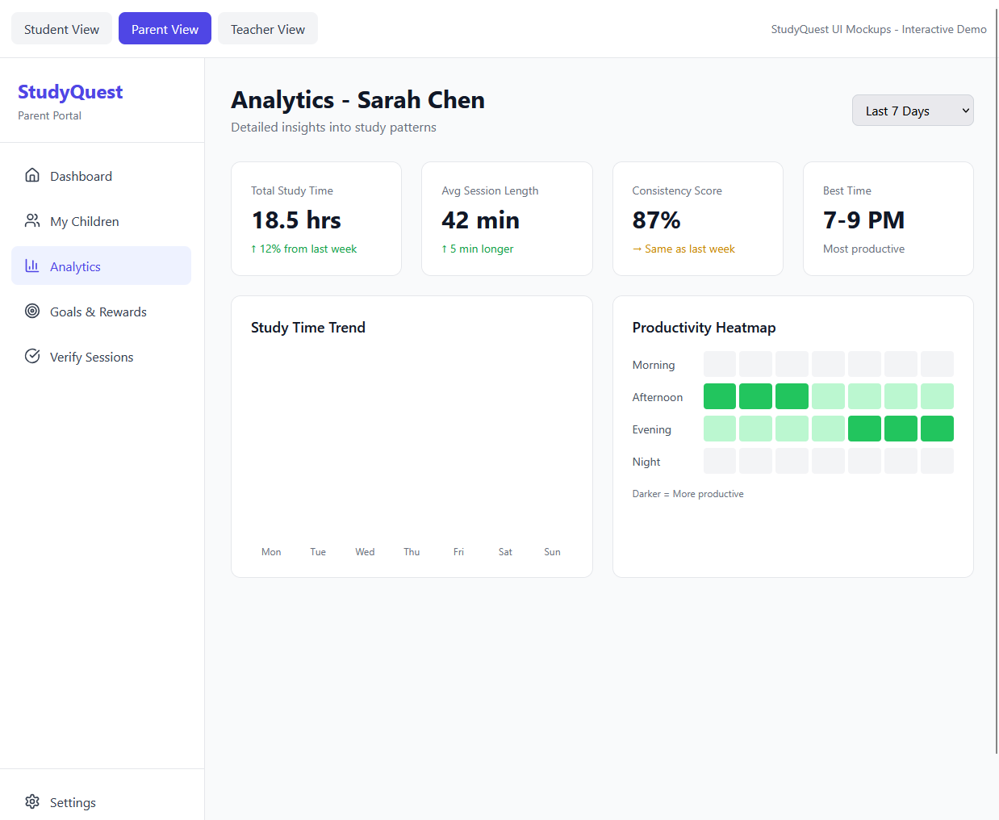 Student View
Parent View
Teacher View
StudyQuest UI Mockups - Interactive Demo
StudyQuest
Parent Portal
Dashboard
My Children
Analytics
Goals & Rewards
Verify Sessions
Settings
Analytics - Sarah Chen
Detailed insights into study patterns
Last 7 Days
Total Study Time
18.5 hrs
↑ 12% from last week
Avg Session Length
42 min
↑ 5 min longer
Consistency Score
87%
→ Same as last week
Best Time
7-9 PM
Most productive
Study Time Trend
Mon Tue Wed Thu Fri Sat Sun
Productivity Heatmap
Morning
Afternoon
Evening
Night
Darker = More productive